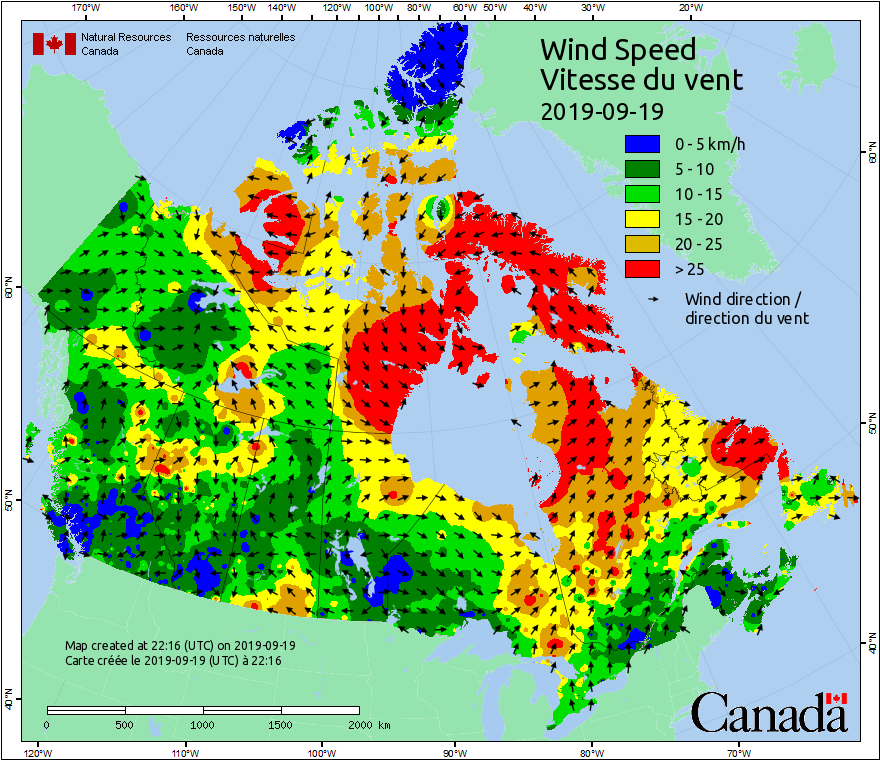 170°W 160°W 150°W 140°W 130°W 120°W 110°W 100°W 90°W 80°W 70°W 60°W 50°W 40°W 30°W 20°W
Natural Resources Ressources naturelles
Canada Canada
Wind Speed
Vitesse du vent
2019-09-19
0 - 5 km/h
5 - 10
10 - 15
15 - 20
20 - 25
> 25
Wind direction /
direction du vent
60°N
50°N
40°N
60°N
50°N
40°N
Map created at 22:16 (UTC) on 2019-09-19
Carte créée le 2019-09-19 (UTC) à 22:16
0 500 1000 1500 2000 km
Canada
120°W 110°W 100°W 90°W 80°W 70°W